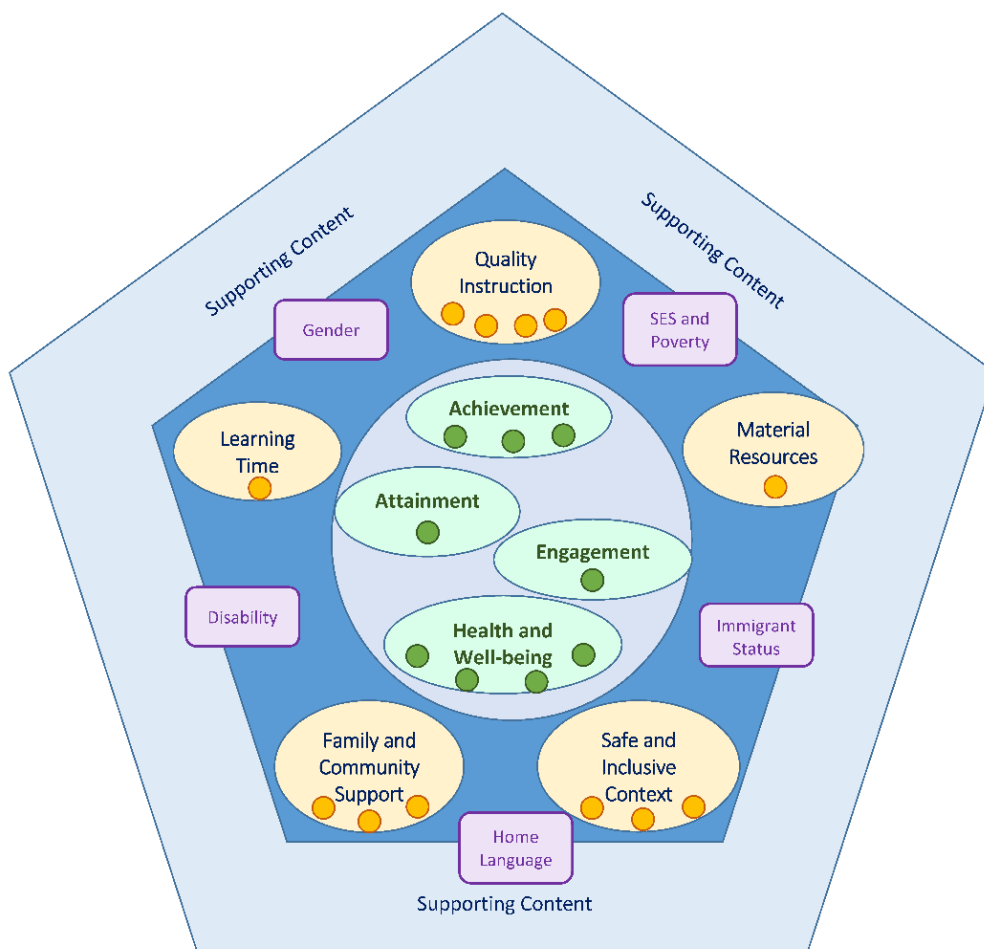 Supporting Content
Supporting Content
Quality
Instruction
Gender
SES and
Poverty
Achievement
Learning
Time
Material
Resources
Attainment
Engagement
Disability
Immigrant
Status
Health and
Well-being
Family and
Community
Support
Safe and
Inclusive
Context
Home
Language
Supporting Content